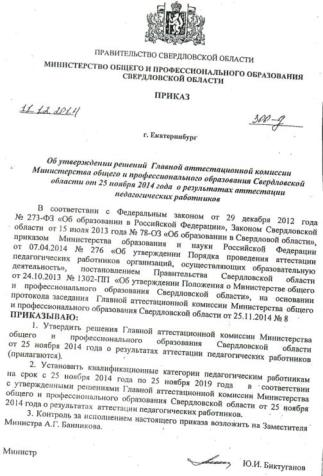 ПРАВИТЕЛЬСТВО СВЕРДЛОВСКОЙ ОБЛАСТИ
МИНИСТЕРСТВО ОБЩЕГО И ПРОФЕССИОНАЛЬНОГО ОБРАЗОВАНИЯ
СВЕРДЛОВСКОЙ ОБЛАСТИ
ПРИКАЗ
11.12.2014
300-д
г. Екатеринбург
Об утверждении решений Главной аттестационной комиссии
Министерства общего и профессионального образования Свердловской
области от 25 ноября 2014 года о результатах аттестации
педагогических работников
В соответствии с Федеральным законом от 29 декабря 2012 года
№ 273-ФЗ «Об образовании в Российской Федерации», Законом Свердловской
области от 15 июля 2013 года № 78-ОЗ «Об образовании в Свердловской области»,
приказом Министерства образования и науки Российской Федерации
от 07.04.2014 № 276 «Об утверждении Порядка проведения аттестации
педагогических работников организаций, осуществляющих образовательную
деятельность», постановлением Правительства Свердловской области
от 24.10.2013 № 1302-ПП «Об утверждении Положения о Министерстве общего
и профессионального образования Свердловской области», на основании
протокола заседания Главной аттестационной комиссии Министерства общего
и профессионального образования Свердловской области от 25.11.2014 № 8
ПРИКАЗЫВАЮ:
1. Утвердить решения Главной аттестационной комиссии Министерства
общего и профессионального образования Свердловской области
от 25 ноября 2014 года о результатах аттестации педагогических работников
(прилагаются).
2. Установить квалификационные категории педагогическим работникам
на срок с 25 ноября 2014 года по 25 ноября 2019 года в соответствии
с утвержденными решениями Главной аттестационной комиссии Министерства
общего и профессионального образования Свердловской области от 25 ноября
2014 года о результатах аттестации педагогических работников.
3. Контроль за исполнением настоящего приказа возложить на Заместителя
Министра А.Г. Банникова.
Министр
Ю.И. Биктуганов